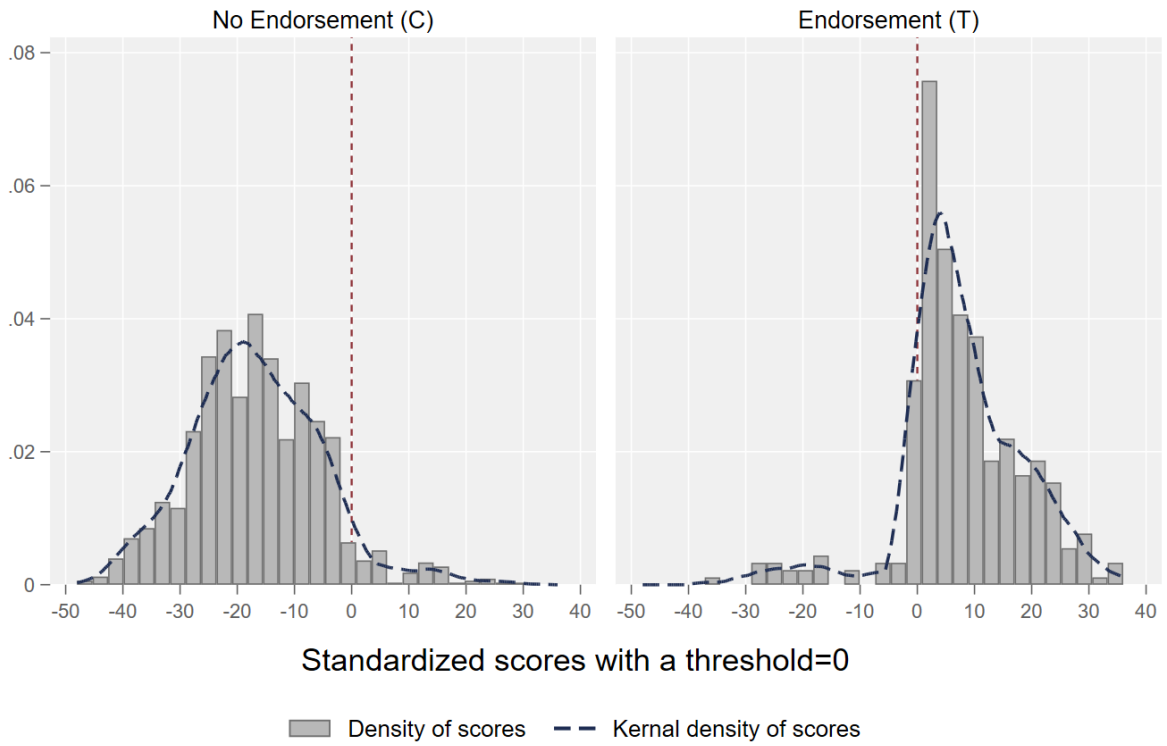 No Endorsement (C)
Endorsement (T)
.08
.06
.04
.02
0
-50 -40 -30 -20 -10 0 10 20 30 40
-50 -40 -30 -20 -10 0 10 20 30 40
Standardized scores with a threshold=0
Density of scores
Kernal density of scores